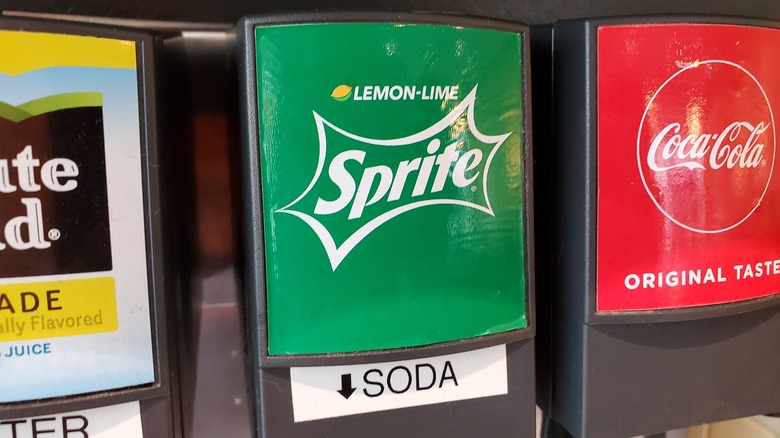 ute
d®
ADE
ally Flavored
JUICE
TER
LEMON-LIME
Sprite
↓SODA
Coca-Cola
ORIGINAL TASTE